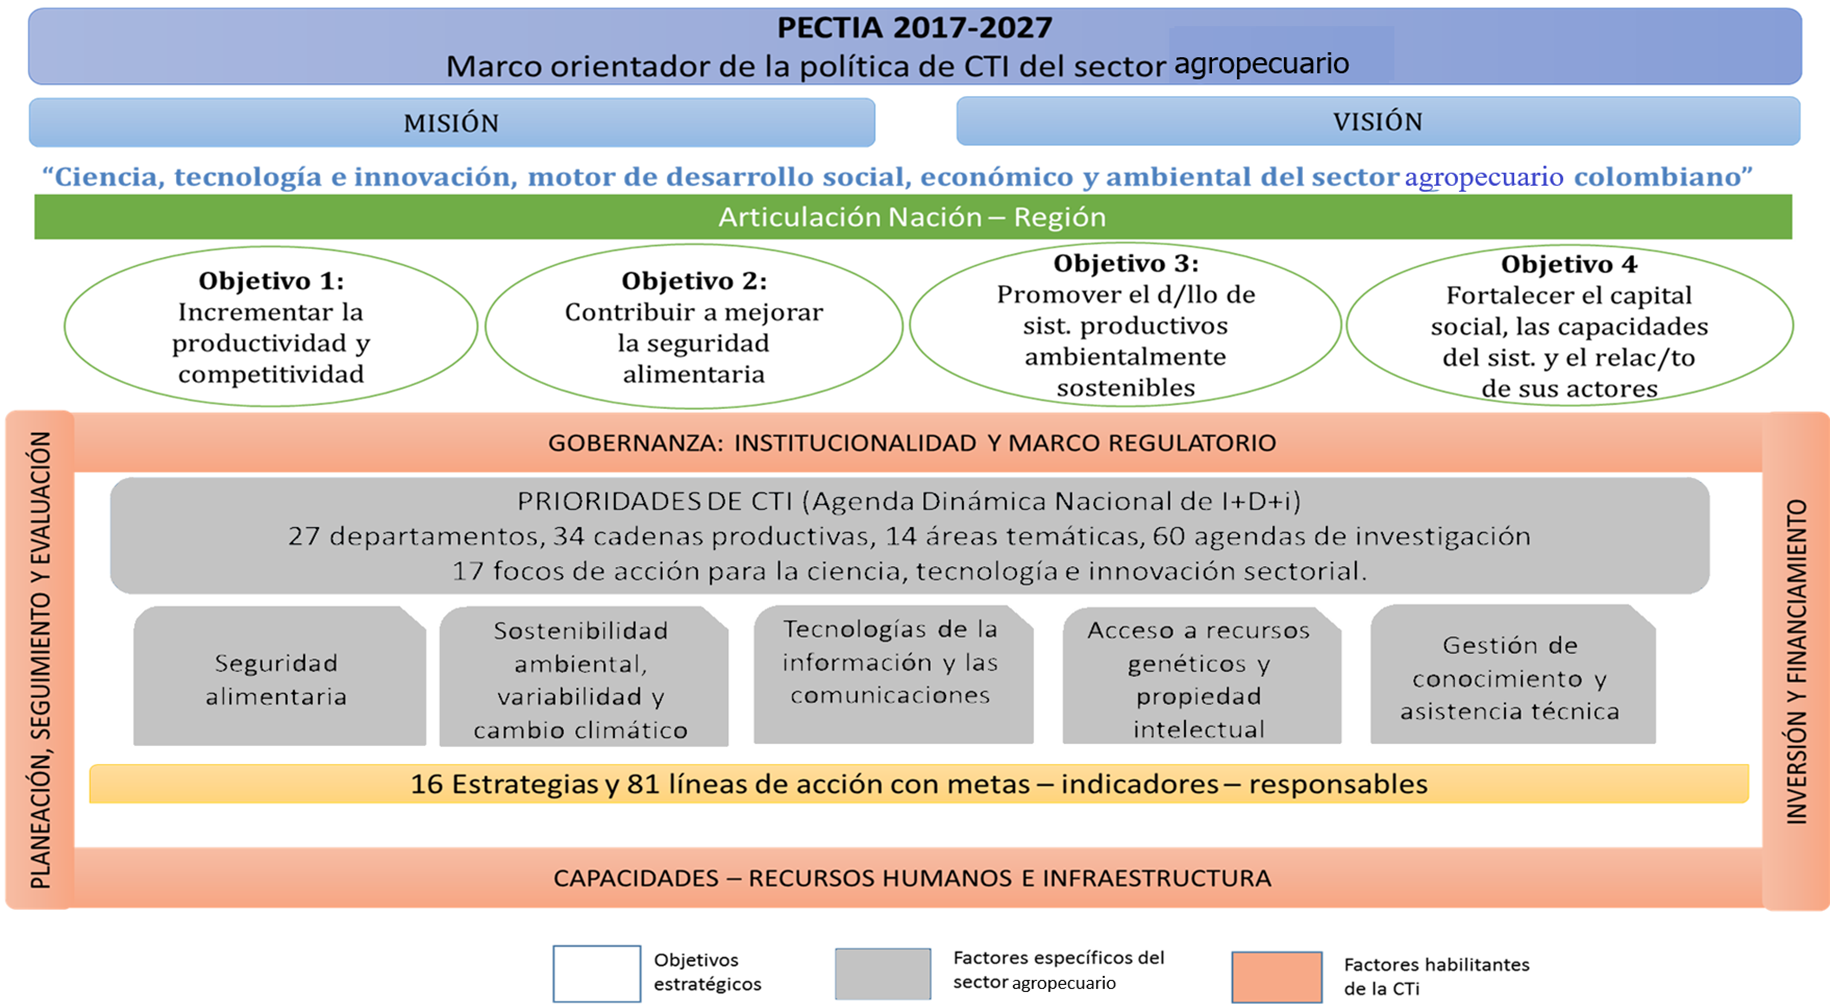 PECTIA 2017-2027
Marco orientador de la política de CTI del sector agropecuario
MISIÓN
VISIÓN
“Ciencia, tecnología e innovación, motor de desarrollo social, económico y ambiental del sector agropecuario colombiano”
Articulación Nación – Región
Objetivo 1:
Incrementar la
productividad y
competitividad
Objetivo 2:
Contribuir a mejorar
la seguridad
alimentaria
Objetivo 3:
Promover el d/llo de
sist. productivos
ambientalmente
sostenibles
Objetivo 4
Fortalecer el capital
social, las capacidades
del sist. y el relac/to
de sus actores
PLANEACIÓN, SEGUIMIENTO Y EVALUACIÓN
GOBERNANZA: INSTITUCIONALIDAD Y MARCO REGULATORIO
INVERSIÓN Y FINANCIAMIENTO
PRIORIDADES DE CTI (Agenda Dinámica Nacional de I+D+i)
27 departamentos, 34 cadenas productivas, 14 áreas temáticas, 60 agendas de investigación
17 focos de acción para la ciencia, tecnología e innovación sectorial.
Seguridad
alimentaria
Sostenibilidad
ambiental,
variabilidad y
cambio climático
Tecnologías de la
información y las
comunicaciones
Acceso a recursos
genéticos y
propiedad
intelectual
Gestión de
conocimiento y
asistencia técnica
16 Estrategias y 81 líneas de acción con metas – indicadores – responsables
CAPACIDADES – RECURSOS HUMANOS E INFRAESTRUCTURA
Objetivos
estratégicos
Factores específicos del
sector agropecuario
Factores habilitantes
de la CTi